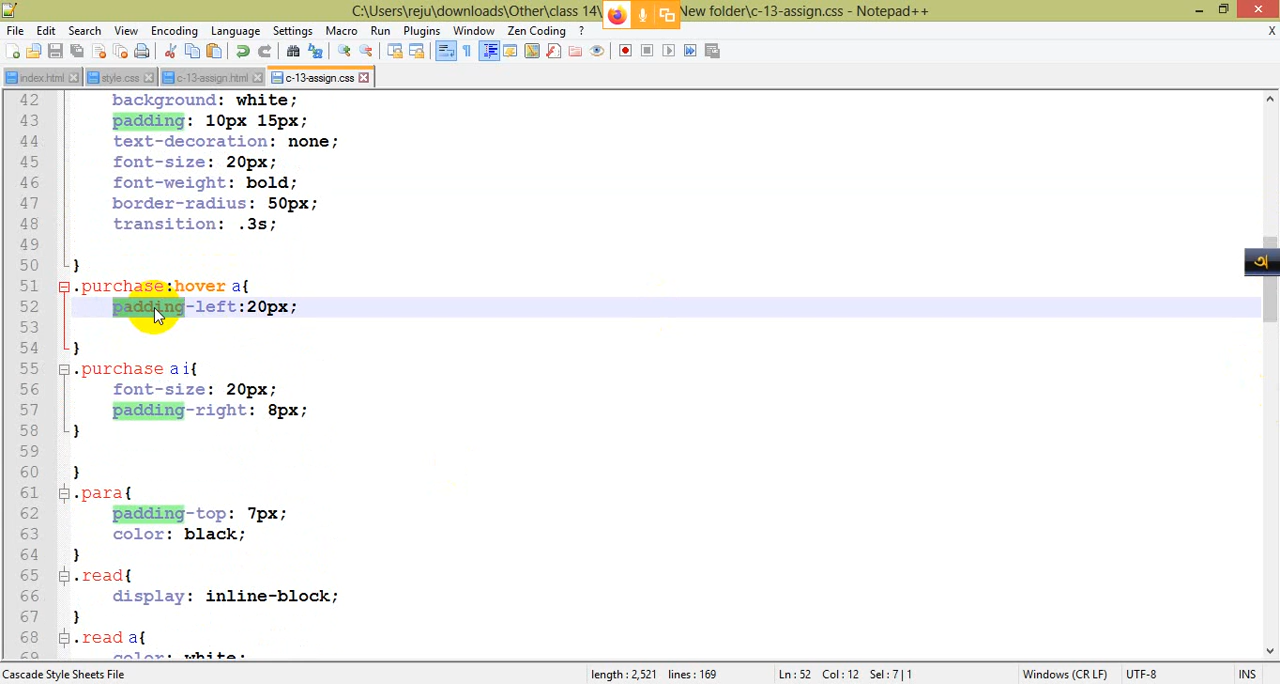 C:\Users\reju\downloads\Other\class 14\ New folder\c-13-assign.css - Notepad++
File Edit Search View Encoding Language Settings Macro Run Plugins Window Zen Coding ? X
index.html style.css c-13-assign.html c-13-assign.css
42 background: white;
43 padding: 10px 15px;
44 text-decoration: none;
45 font-size: 20px;
46 font-weight: bold;
47 border-radius: 50px;
48 transition: .3s;
49
50 }
51 .purchase:hover a{
52 padding-left:20px;
53
54 }
55 .purchase a i{
56 font-size: 20px;
57 padding-right: 8px;
58 }
59
60 }
61 .para{
62 padding-top: 7px;
63 color: black;
64 }
65 .read{
66 display: inline-block;
67 }
68 .read a{
69 color: white;
অ
Cascade Style Sheets File length : 2,521 lines : 169 Ln : 52 Col : 12 Sel : 7 | 1 Windows (CR LF) UTF-8 INS